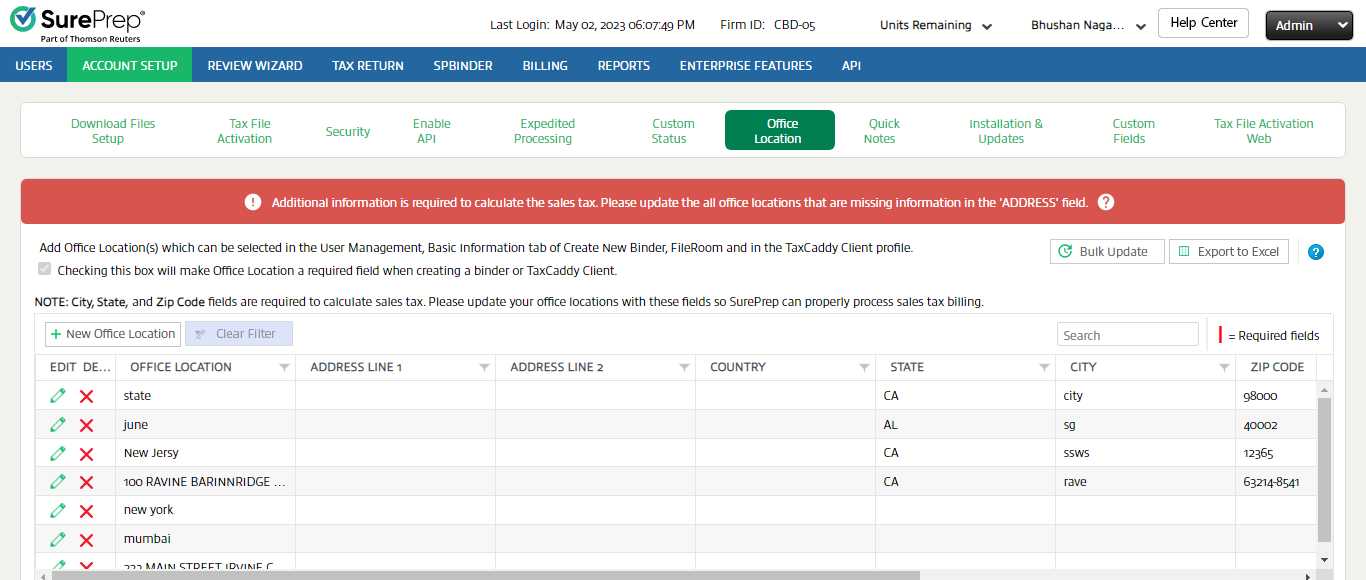 SurePrep®
Part of Thomson Reuters
Last Login: May 02, 2023 06:07:49 PM Firm ID: CBD-05 Units Remaining Bhushan Naga... Help Center Admin
USERS ACCOUNT SETUP REVIEW WIZARD TAX RETURN SPBINDER BILLING REPORTS ENTERPRISE FEATURES API
Download Files Setup
Tax File Activation
Security
Enable API
Expedited Processing
Custom Status
Office Location
Quick Notes
Installation & Updates
Custom Fields
Tax File Activation Web
! Additional information is required to calculate the sales tax. Please update the all office locations that are missing information in the 'ADDRESS' field. ?
Add Office Location(s) which can be selected in the User Management, Basic Information tab of Create New Binder, FileRoom and in the TaxCaddy Client profile.
Bulk Update Export to Excel ?
Checking this box will make Office Location a required field when creating a binder or TaxCaddy Client.
NOTE: City, State, and Zip Code fields are required to calculate sales tax. Please update your office locations with these fields so SurePrep can properly process sales tax billing.
+ New Office Location Clear Filter Search = Required fields
EDIT DE... OFFICE LOCATION ADDRESS LINE 1 ADDRESS LINE 2 COUNTRY STATE CITY ZIP CODE
state CA city 98000
june AL sg 40002
New Jersy CA ssws 12365
100 RAVINE BARINNRIDGE ... CA rave 63214-8541
new york
mumbai